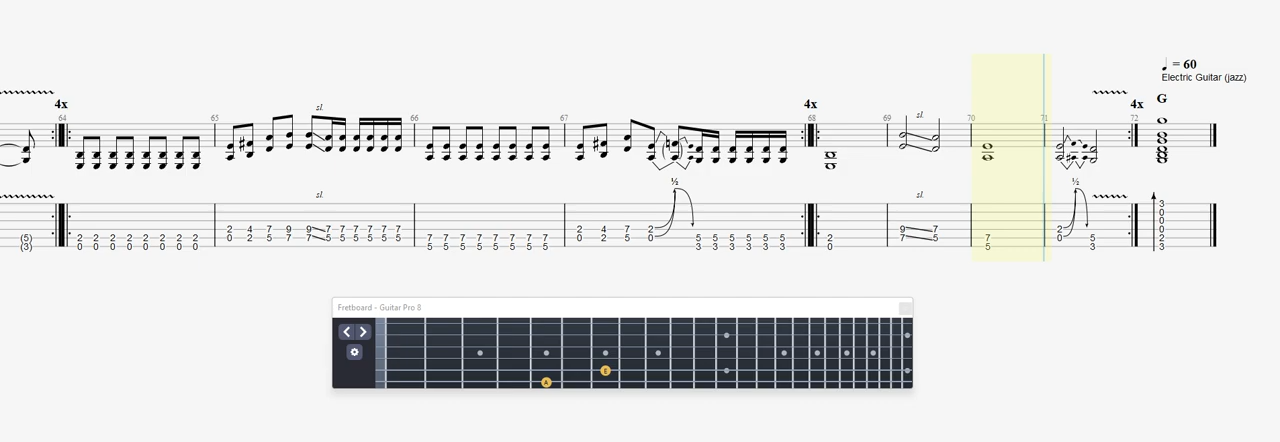 ♩ = 60
Electric Guitar (jazz)
4x 4x 4x G
64 65 66 67 68 69 70 71 72
sl. sl.
½ ½
sl.
3
2 4 7 9 9 7 7 7 7 7 7 2 4 7 2 9 7 2 0
0 2 5 7 7 5 5 5 5 5 5 0 2 5 0 7 5 0 0
(5) 2 2 2 2 2 2 2 7 7 7 7 7 7 7 5 5 5 5 5 5 2 7 5 2
(3) 0 0 0 0 0 0 0 5 5 5 5 5 5 5 3 3 3 3 3 3 0 5 3 3
Fretboard - Guitar Pro 8
E
A